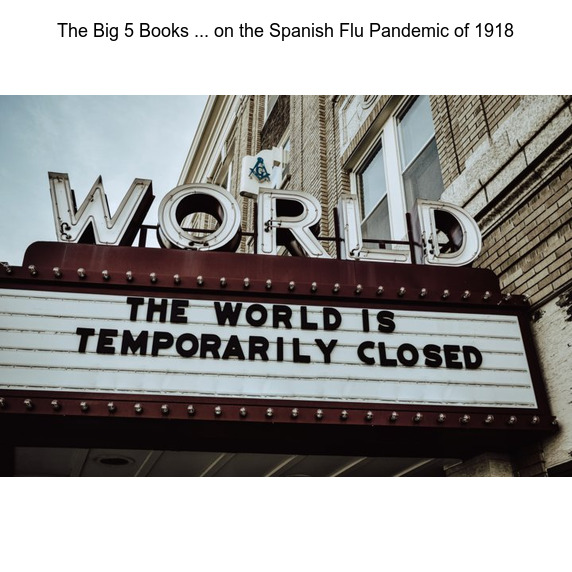 The Big 5 Books ... on the Spanish Flu Pandemic of 1918
WORLD
THE WORLD IS
TEMPORARILY CLOSED